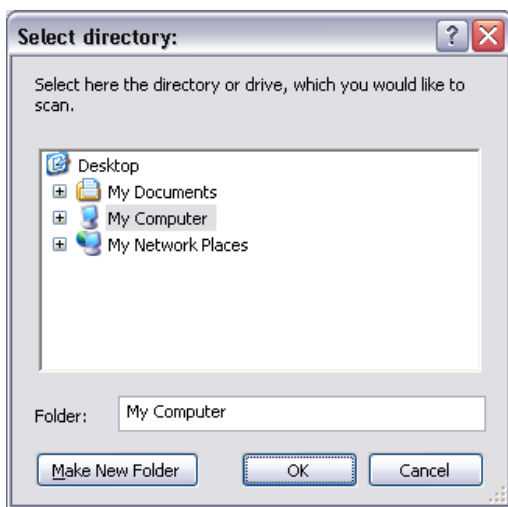 Select directory:
Select here the directory or drive, which you would like to
scan.
Desktop
My Documents
My Computer
My Network Places
Folder: My Computer
Make New Folder OK Cancel